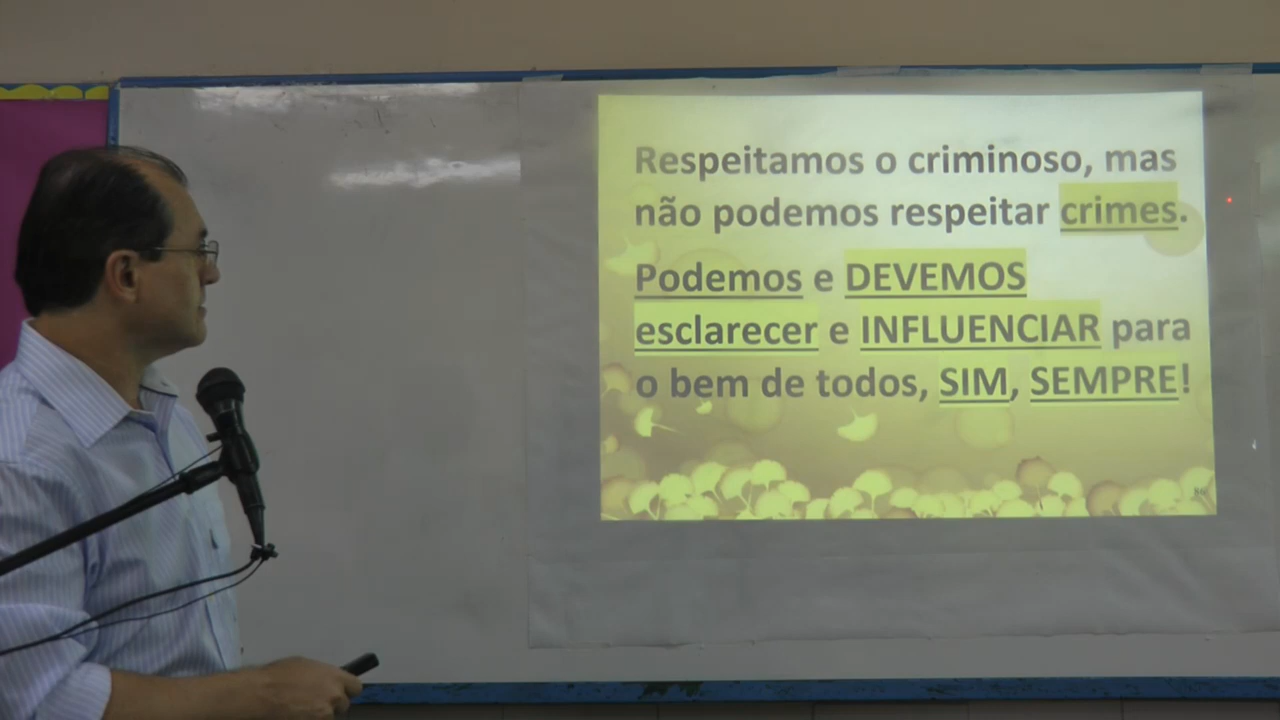 Respeitamos o criminoso, mas
não podemos respeitar crimes.
Podemos e DEVEMOS
esclarecer e INFLUENCIAR para
o bem de todos, SIM, SEMPRE!